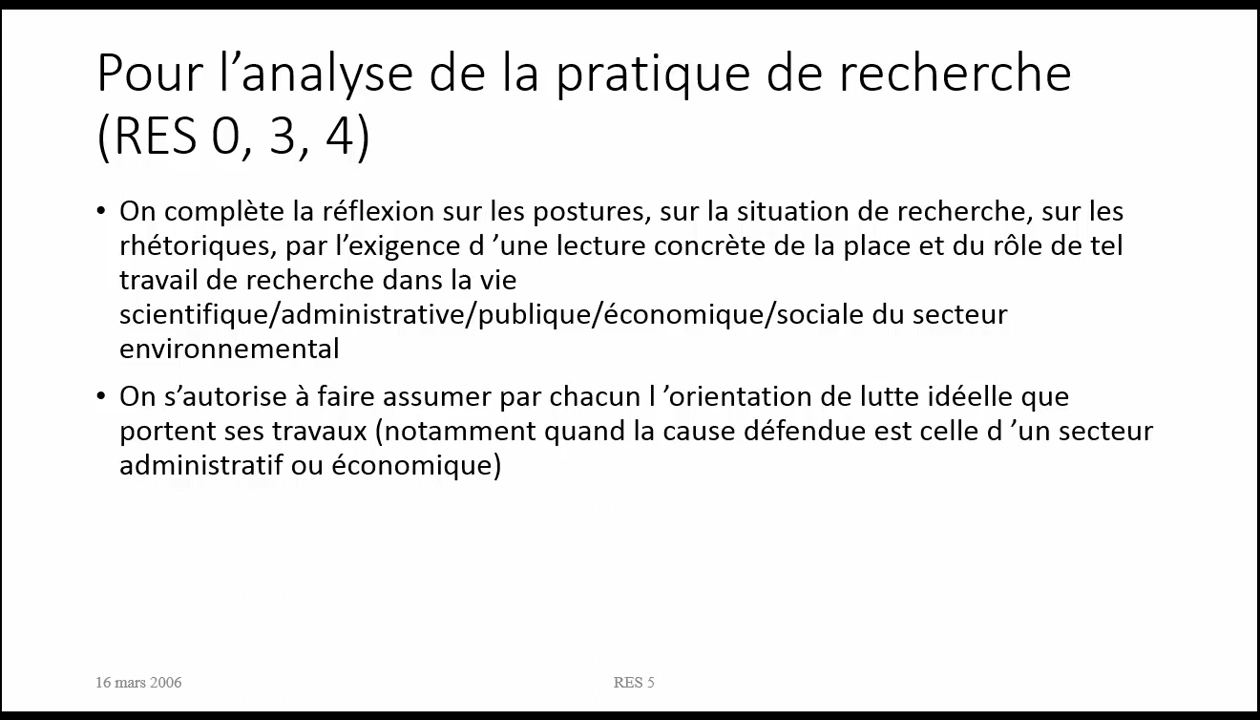 Pour l’analyse de la pratique de recherche
(RES 0, 3, 4)
• On complète la réflexion sur les postures, sur la situation de recherche, sur les
rhétoriques, par l’exigence d ’une lecture concrète de la place et du rôle de tel
travail de recherche dans la vie
scientifique/administrative/publique/économique/sociale du secteur
environnemental
• On s’autorise à faire assumer par chacun l ’orientation de lutte idéelle que
portent ses travaux (notamment quand la cause défendue est celle d ’un secteur
administratif ou économique)
16 mars 2006
RES 5